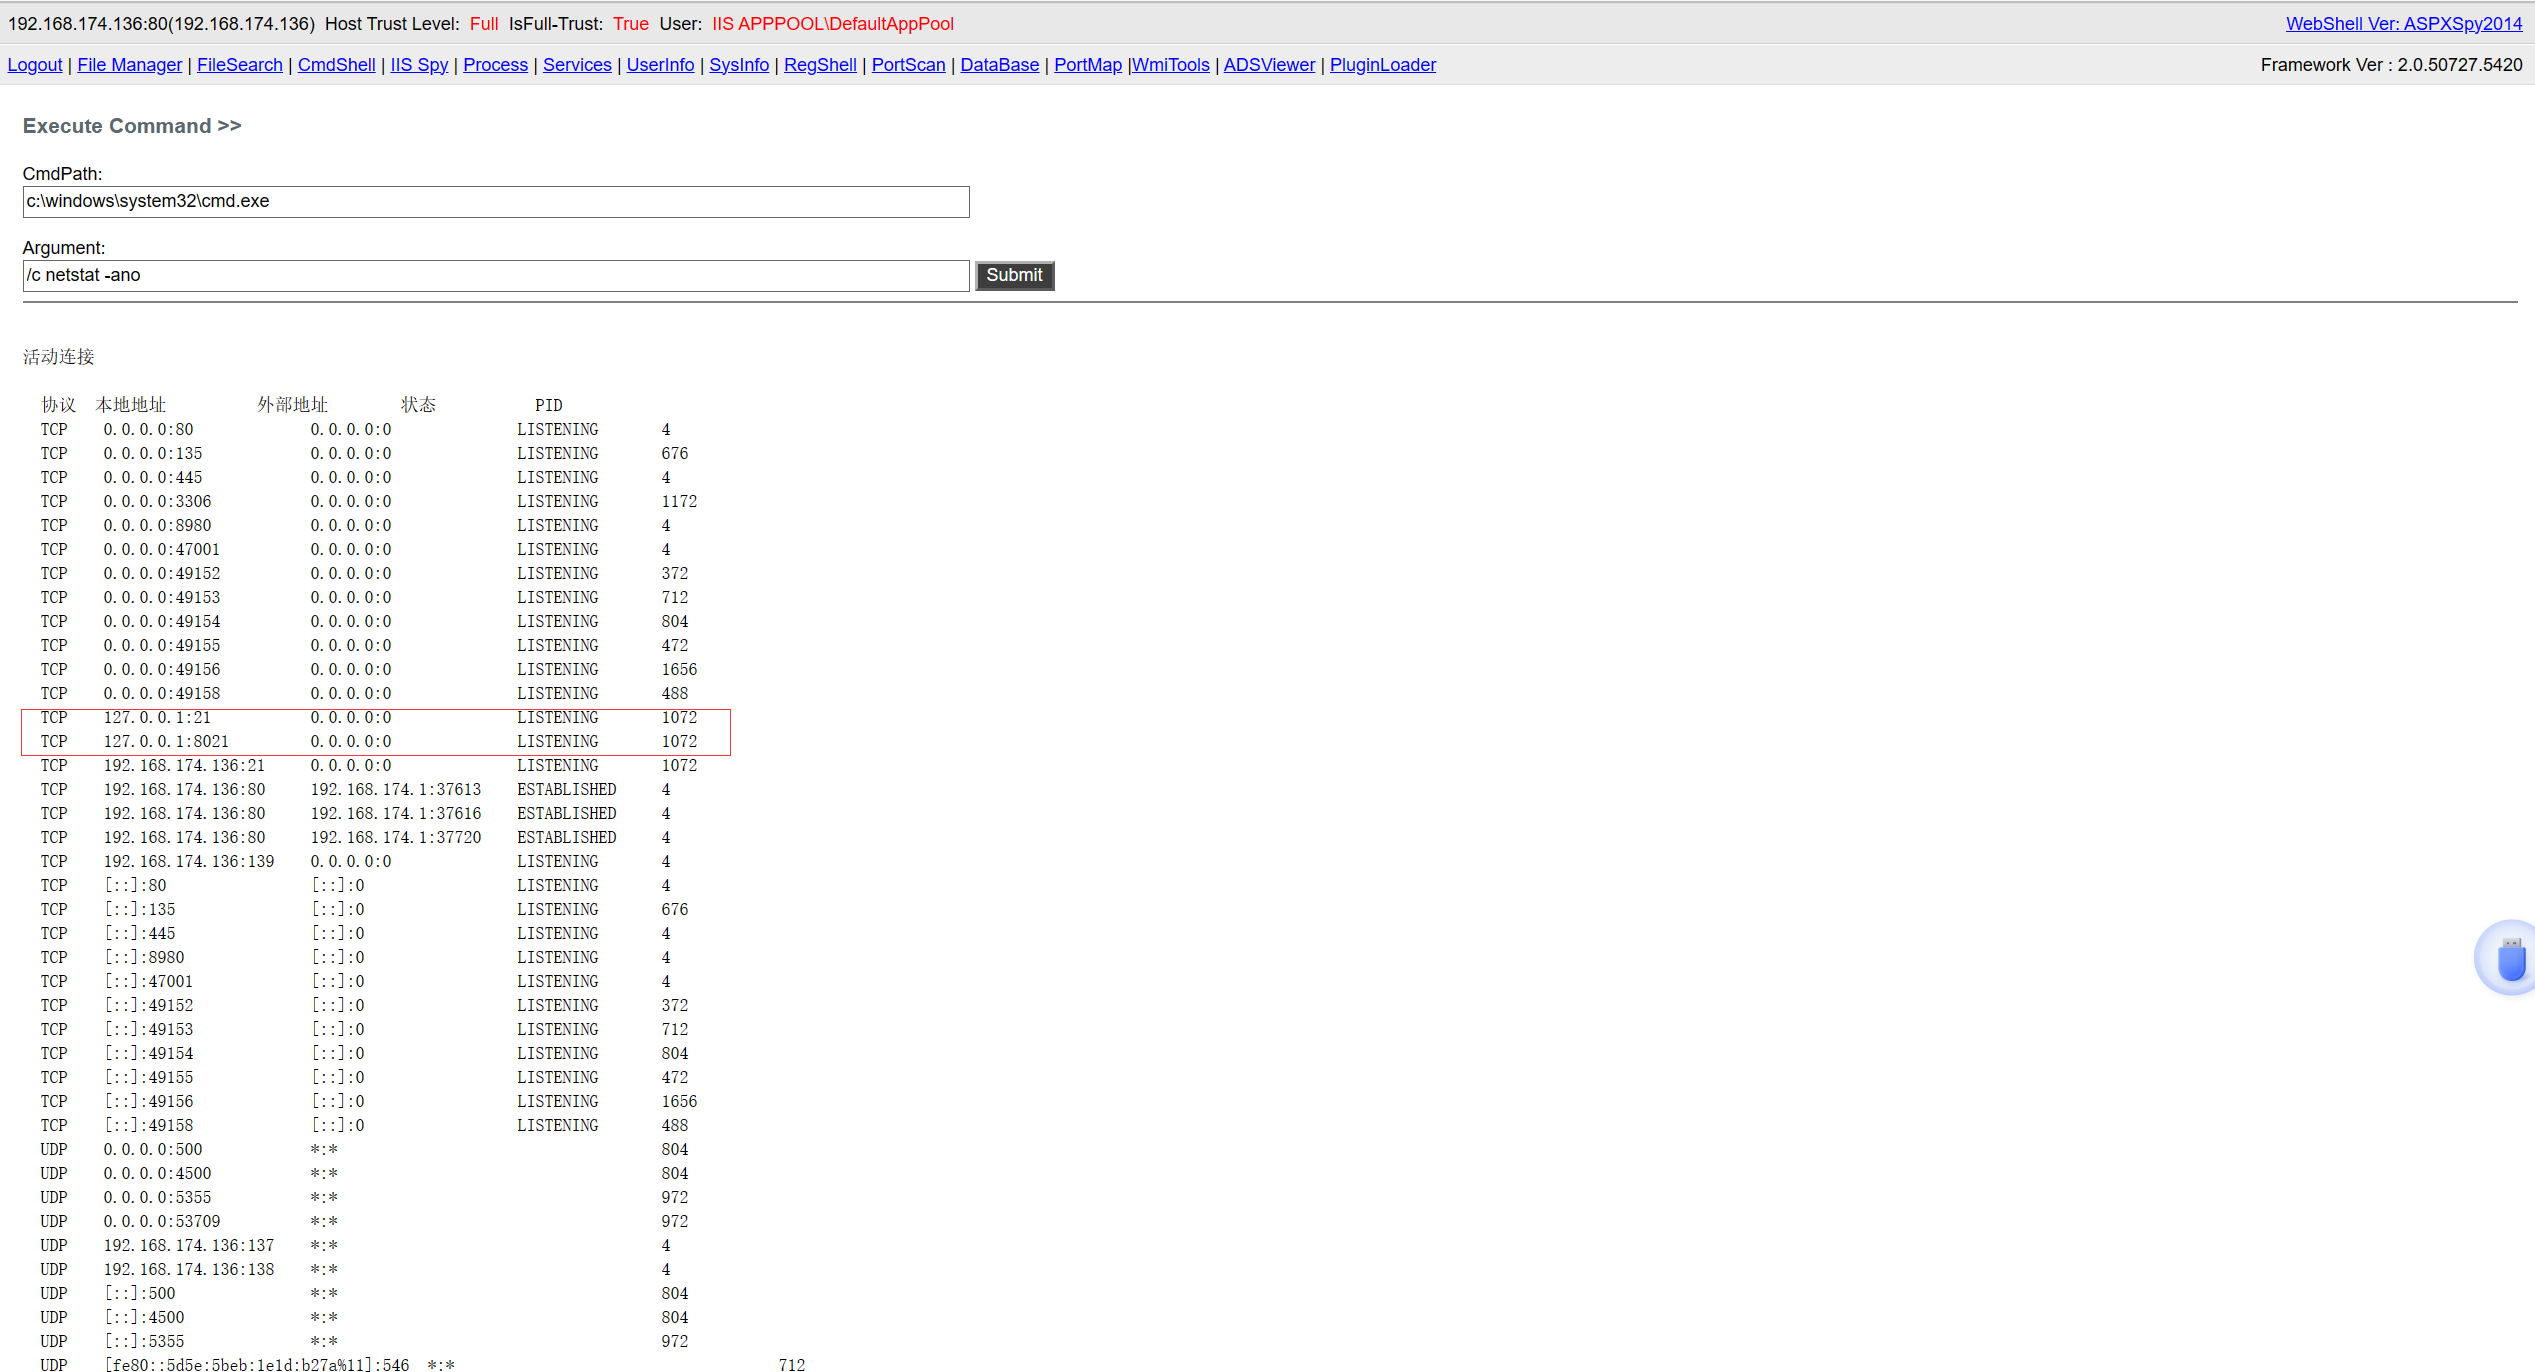 192.168.174.136:80(192.168.174.136) Host Trust Level: Full IsFull-Trust: True User: IIS APPPOOL\DefaultAppPool WebShell Ver: ASPXSpy2014
Logout | File Manager | FileSearch | CmdShell | IIS Spy | Process | Services | UserInfo | SysInfo | RegShell | PortScan | DataBase | PortMap |WmiTools | ADSViewer | PluginLoader Framework Ver : 2.0.50727.5420
Execute Command >>
CmdPath:
c:\windows\system32\cmd.exe
Argument:
/c netstat -ano Submit
活动连接
协议 本地地址 外部地址 状态 PID
TCP 0.0.0.0:80 0.0.0.0:0 LISTENING 4
TCP 0.0.0.0:135 0.0.0.0:0 LISTENING 676
TCP 0.0.0.0:445 0.0.0.0:0 LISTENING 4
TCP 0.0.0.0:3306 0.0.0.0:0 LISTENING 1172
TCP 0.0.0.0:8980 0.0.0.0:0 LISTENING 4
TCP 0.0.0.0:47001 0.0.0.0:0 LISTENING 4
TCP 0.0.0.0:49152 0.0.0.0:0 LISTENING 372
TCP 0.0.0.0:49153 0.0.0.0:0 LISTENING 712
TCP 0.0.0.0:49154 0.0.0.0:0 LISTENING 804
TCP 0.0.0.0:49155 0.0.0.0:0 LISTENING 472
TCP 0.0.0.0:49156 0.0.0.0:0 LISTENING 1656
TCP 0.0.0.0:49158 0.0.0.0:0 LISTENING 488
TCP 127.0.0.1:21 0.0.0.0:0 LISTENING 1072
TCP 127.0.0.1:8021 0.0.0.0:0 LISTENING 1072
TCP 192.168.174.136:21 0.0.0.0:0 LISTENING 1072
TCP 192.168.174.136:80 192.168.174.1:37613 ESTABLISHED 4
TCP 192.168.174.136:80 192.168.174.1:37616 ESTABLISHED 4
TCP 192.168.174.136:80 192.168.174.1:37720 ESTABLISHED 4
TCP 192.168.174.136:139 0.0.0.0:0 LISTENING 4
TCP [::]:80 [::]:0 LISTENING 4
TCP [::]:135 [::]:0 LISTENING 676
TCP [::]:445 [::]:0 LISTENING 4
TCP [::]:8980 [::]:0 LISTENING 4
TCP [::]:47001 [::]:0 LISTENING 4
TCP [::]:49152 [::]:0 LISTENING 372
TCP [::]:49153 [::]:0 LISTENING 712
TCP [::]:49154 [::]:0 LISTENING 804
TCP [::]:49155 [::]:0 LISTENING 472
TCP [::]:49156 [::]:0 LISTENING 1656
TCP [::]:49158 [::]:0 LISTENING 488
UDP 0.0.0.0:500 *:* 804
UDP 0.0.0.0:4500 *:* 804
UDP 0.0.0.0:5355 *:* 972
UDP 0.0.0.0:53709 *:* 972
UDP 192.168.174.136:137 *:* 4
UDP 192.168.174.136:138 *:* 4
UDP [::]:500 *:* 804
UDP [::]:4500 *:* 804
UDP [::]:5355 *:* 972
UDP [fe80::5d5e:5beb:1e1d:b27a%11]:546 *:* 712